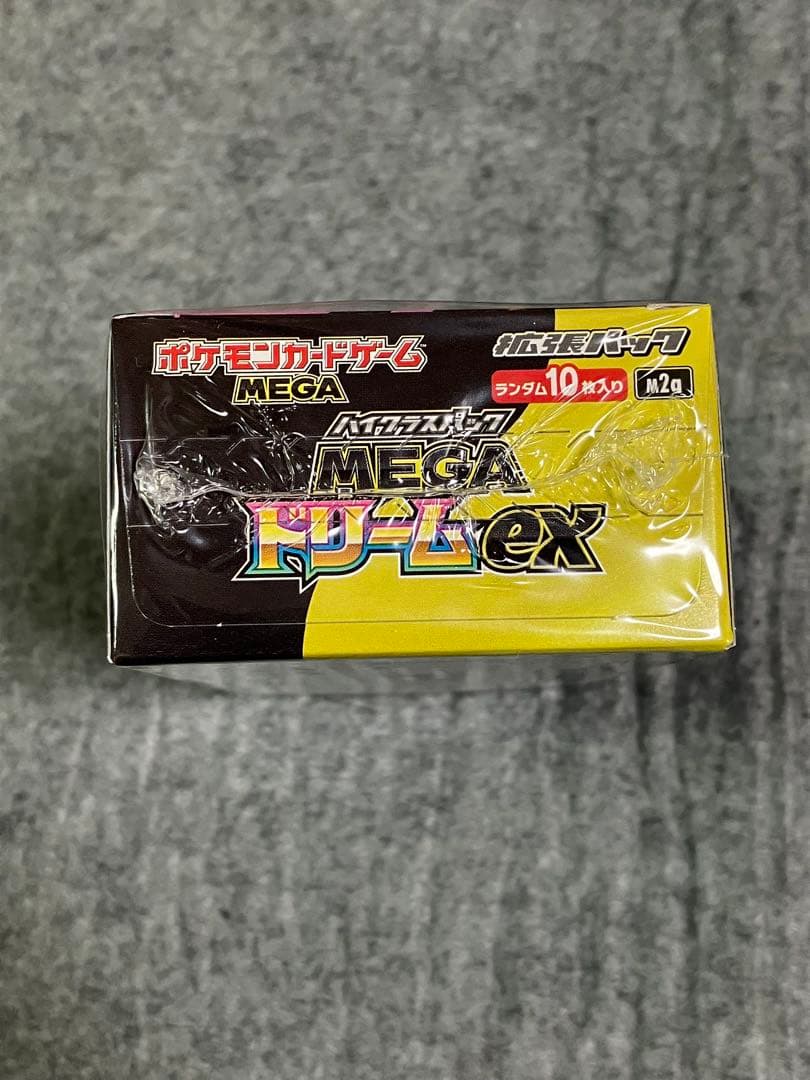 ポケモンカードゲーム
MEGA
拡張パック
ランダム10枚入り M2a
ハイクラスパック
MEGA
ドリームex